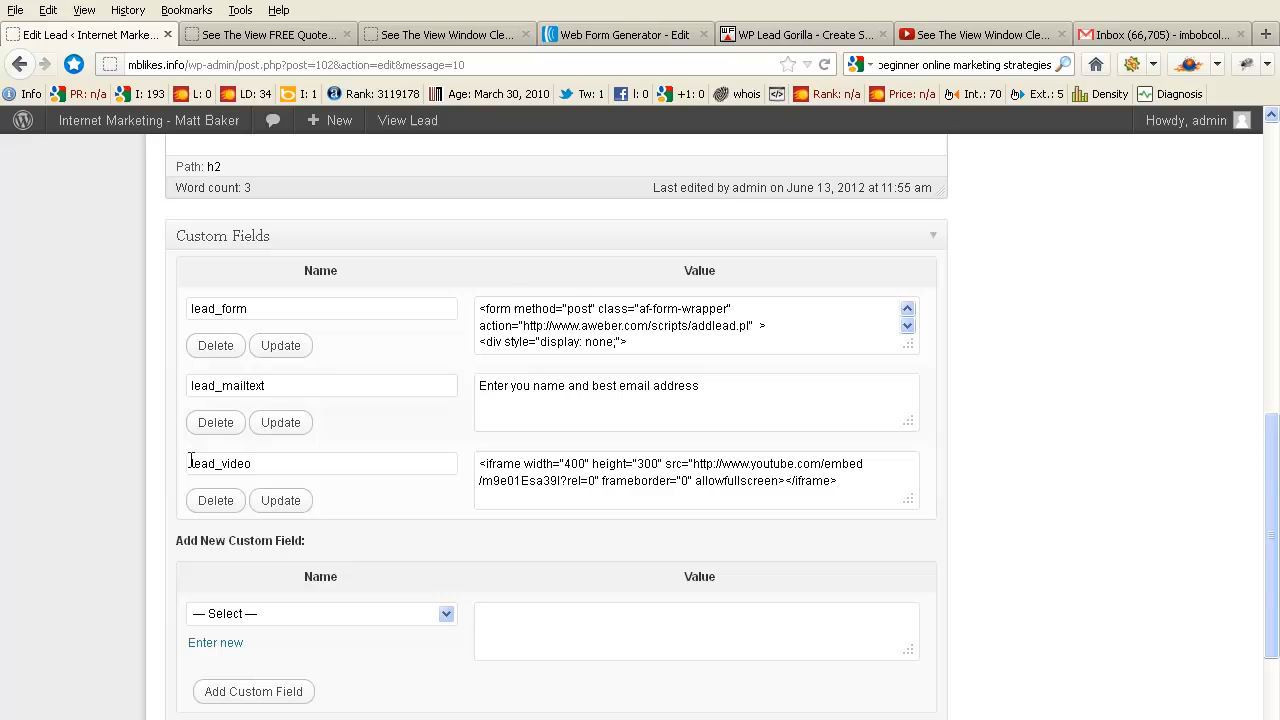 File Edit View History Bookmarks Tools Help
Edit Lead ‹ Internet Marke... × See The View FREE Quote... × See The View Window Cle... × Web Form Generator - Edit × WP Lead Gorilla - Create S... × See The View Window Cle... × Inbox (66,705) - imbobcol... × +
mblikes.info/wp-admin/post.php?post=102&action=edit&message=10 beginner online marketing strategies
Info PR: n/a I: 193 L: 0 LD: 34 I: 1 Rank: 3119178 Age: March 30, 2010 Tw: 1 l: 0 +1: 0 whois Rank: n/a Price: n/a Int.: 70 Ext.: 5 Density Diagnosis
Internet Marketing - Matt Baker + New View Lead Howdy, admin
Path: h2
Word count: 3 Last edited by admin on June 13, 2012 at 11:55 am
Custom Fields
Name Value
lead_form <form method="post" class="af-form-wrapper"
action="http://www.aweber.com/scripts/addlead.pl" >
<div style="display: none;">
Delete Update
lead_mailtext Enter you name and best email address
Delete Update
lead_video <iframe width="400" height="300" src="http://www.youtube.com/embed
/m9e01Esa39I?rel=0" frameborder="0" allowfullscreen></iframe>
Delete Update
Add New Custom Field:
Name Value
— Select —
Enter new
Add Custom Field